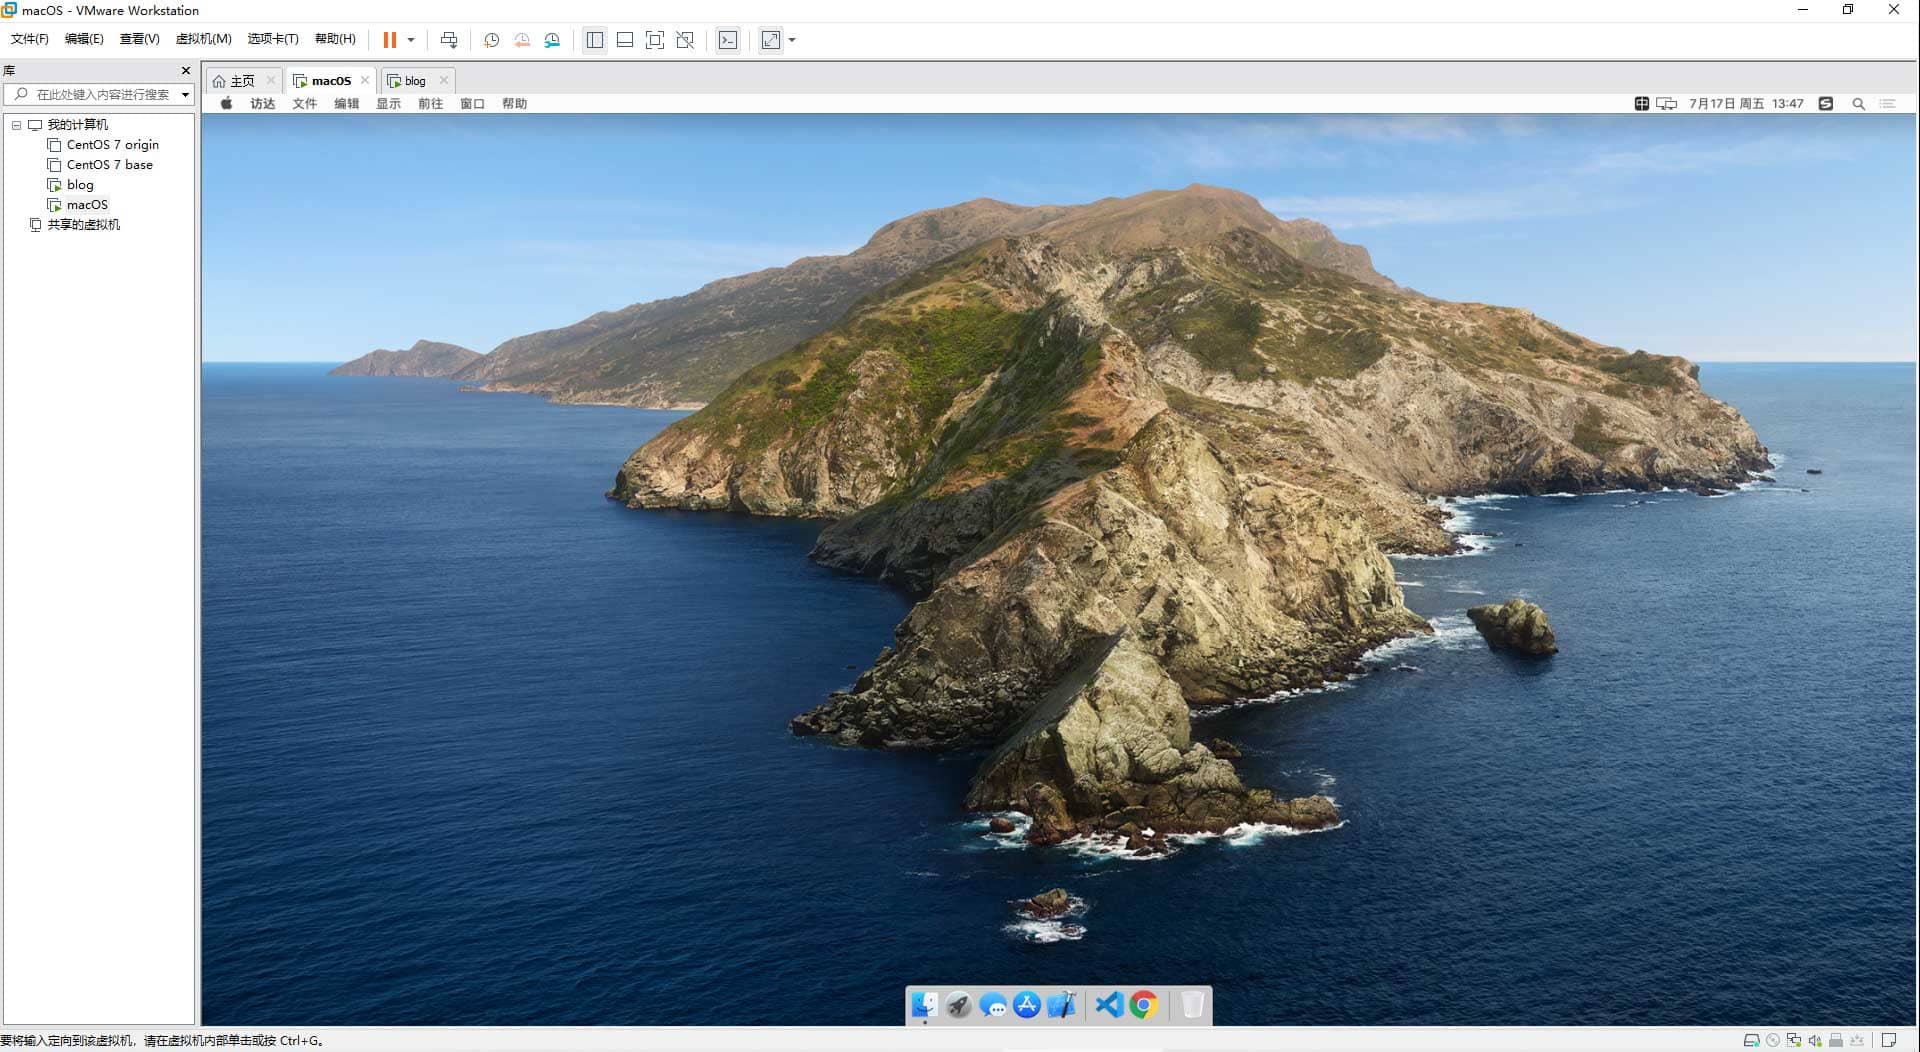 macOS - VMware Workstation
文件(F) 编辑(E) 查看(V) 虚拟机(M) 选项卡(T) 帮助(H)
库
在此处键入内容进行搜索
主页 macOS blog
访达 文件 编辑 显示 前往 窗口 帮助
中 7月17日 周五 13:47 S
我的计算机
CentOS 7 origin
CentOS 7 base
blog
macOS
共享的虚拟机
要将输入定向到该虚拟机，请在虚拟机内部单击或按 Ctrl+G。